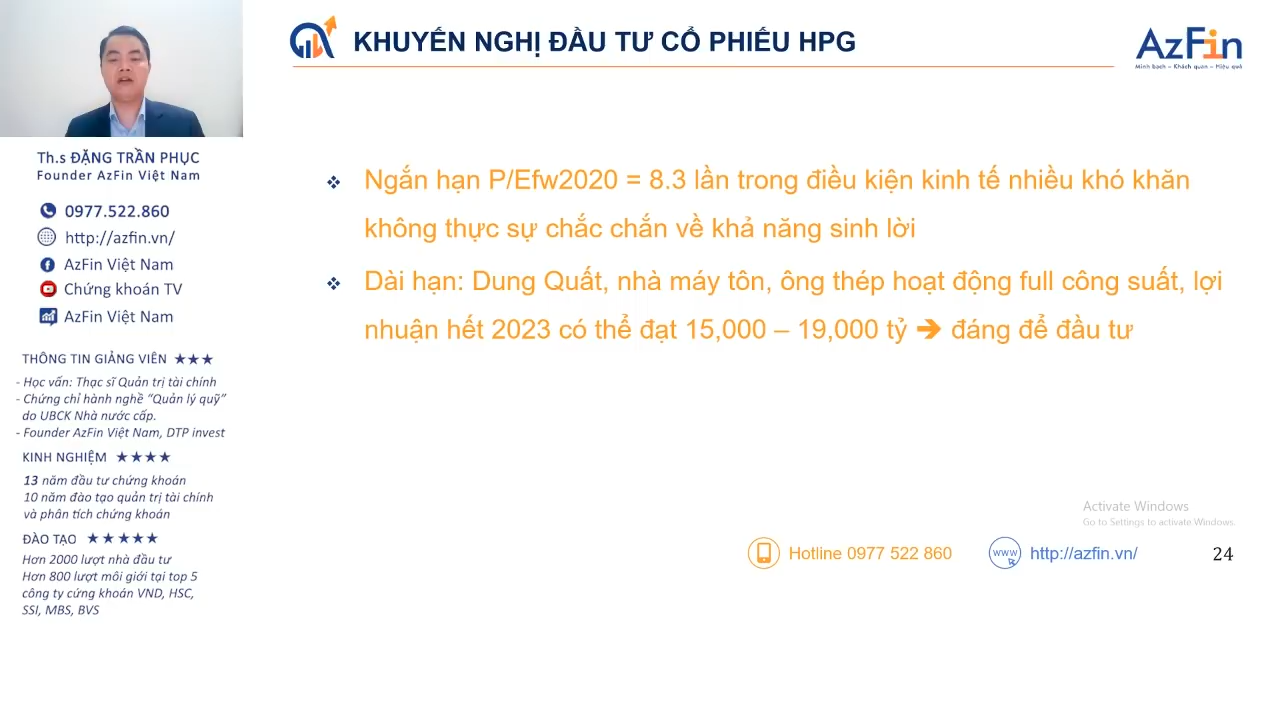 KHUYẾN NGHỊ ĐẦU TƯ CỔ PHIẾU HPG
AzFin
Minh bạch – Khách quan – Hiệu quả
Th.s ĐẶNG TRẦN PHỤC
Founder AzFin Việt Nam
0977.522.860
http://azfin.vn/
AzFin Việt Nam
Chứng khoán TV
AzFin Việt Nam
THÔNG TIN GIẢNG VIÊN ★★★
- Học vấn: Thạc sĩ Quản trị tài chính
- Chứng chỉ hành nghề "Quản lý quỹ"
do UBCK Nhà nước cấp.
- Founder AzFin Việt Nam, DTP invest
KINH NGHIỆM ★★★★
13 năm đầu tư chứng khoán
10 năm đào tạo quản trị tài chính
và phân tích chứng khoán
ĐÀO TẠO ★★★★★
Hơn 2000 lượt nhà đầu tư
Hơn 800 lượt môi giới tại top 5
công ty cứng khoán VND, HSC,
SSI, MBS, BVS
❖ Ngắn hạn P/Efw2020 = 8.3 lần trong điều kiện kinh tế nhiều khó khăn
không thực sự chắc chắn về khả năng sinh lời
❖ Dài hạn: Dung Quất, nhà máy tôn, ông thép hoạt động full công suất, lợi
nhuận hết 2023 có thể đạt 15,000 – 19,000 tỷ ➔ đáng để đầu tư
Activate Windows
Go to Settings to activate Windows.
Hotline 0977 522 860
www
http://azfin.vn/
24